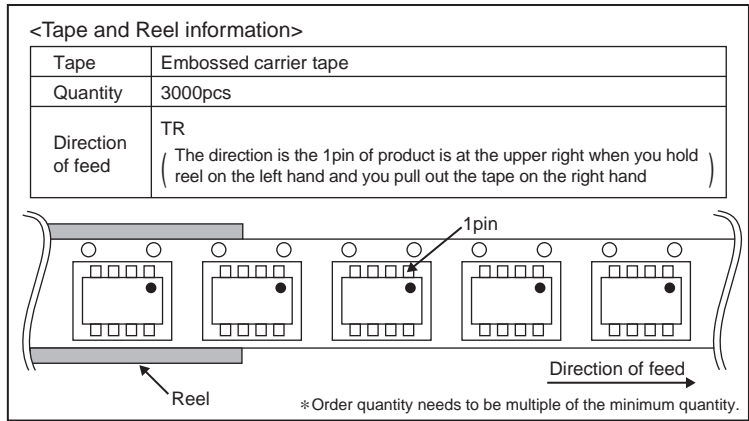 <Tape and Reel information>
Tape Embossed carrier tape
Quantity 3000pcs
Direction of feed TR
( The direction is the 1pin of product is at the upper right when you hold
reel on the left hand and you pull out the tape on the right hand )
1pin
Direction of feed
Reel
*Order quantity needs to be multiple of the minimum quantity.